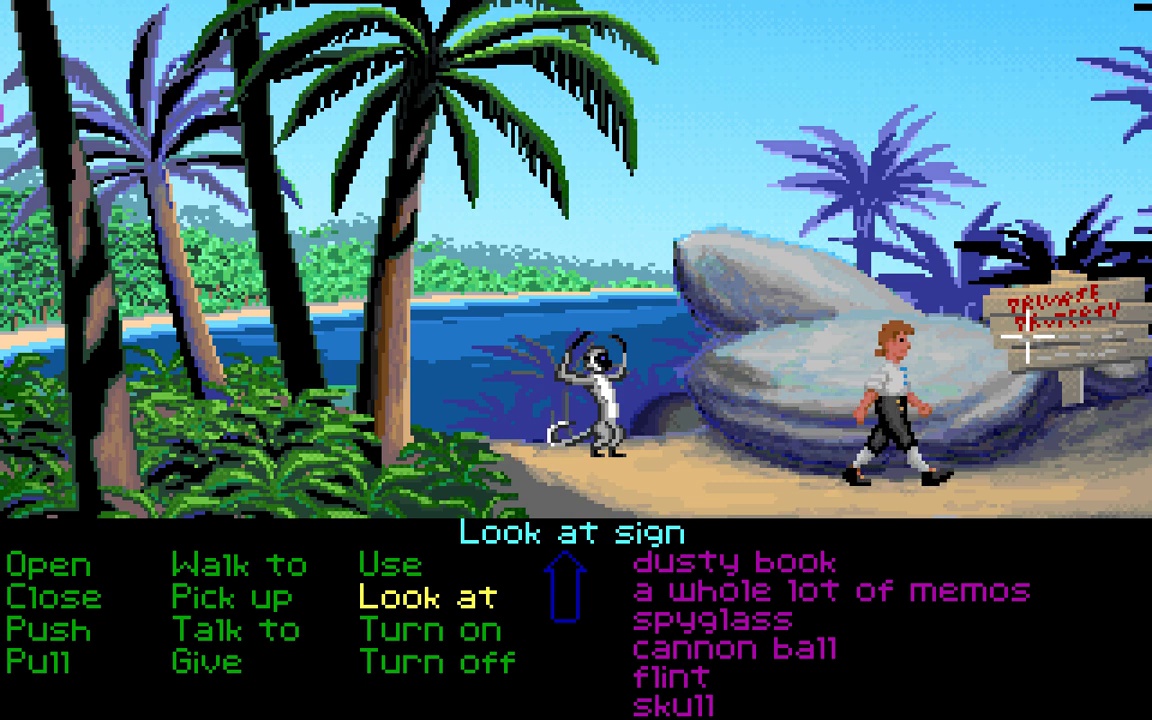 PRIVATE
PROPERTY
Look at sign
Open Walk to Use
Close Pick up Look at
Push Talk to Turn on
Pull Give Turn off
dusty book
a whole lot of memos
spyglass
cannon ball
flint
skull